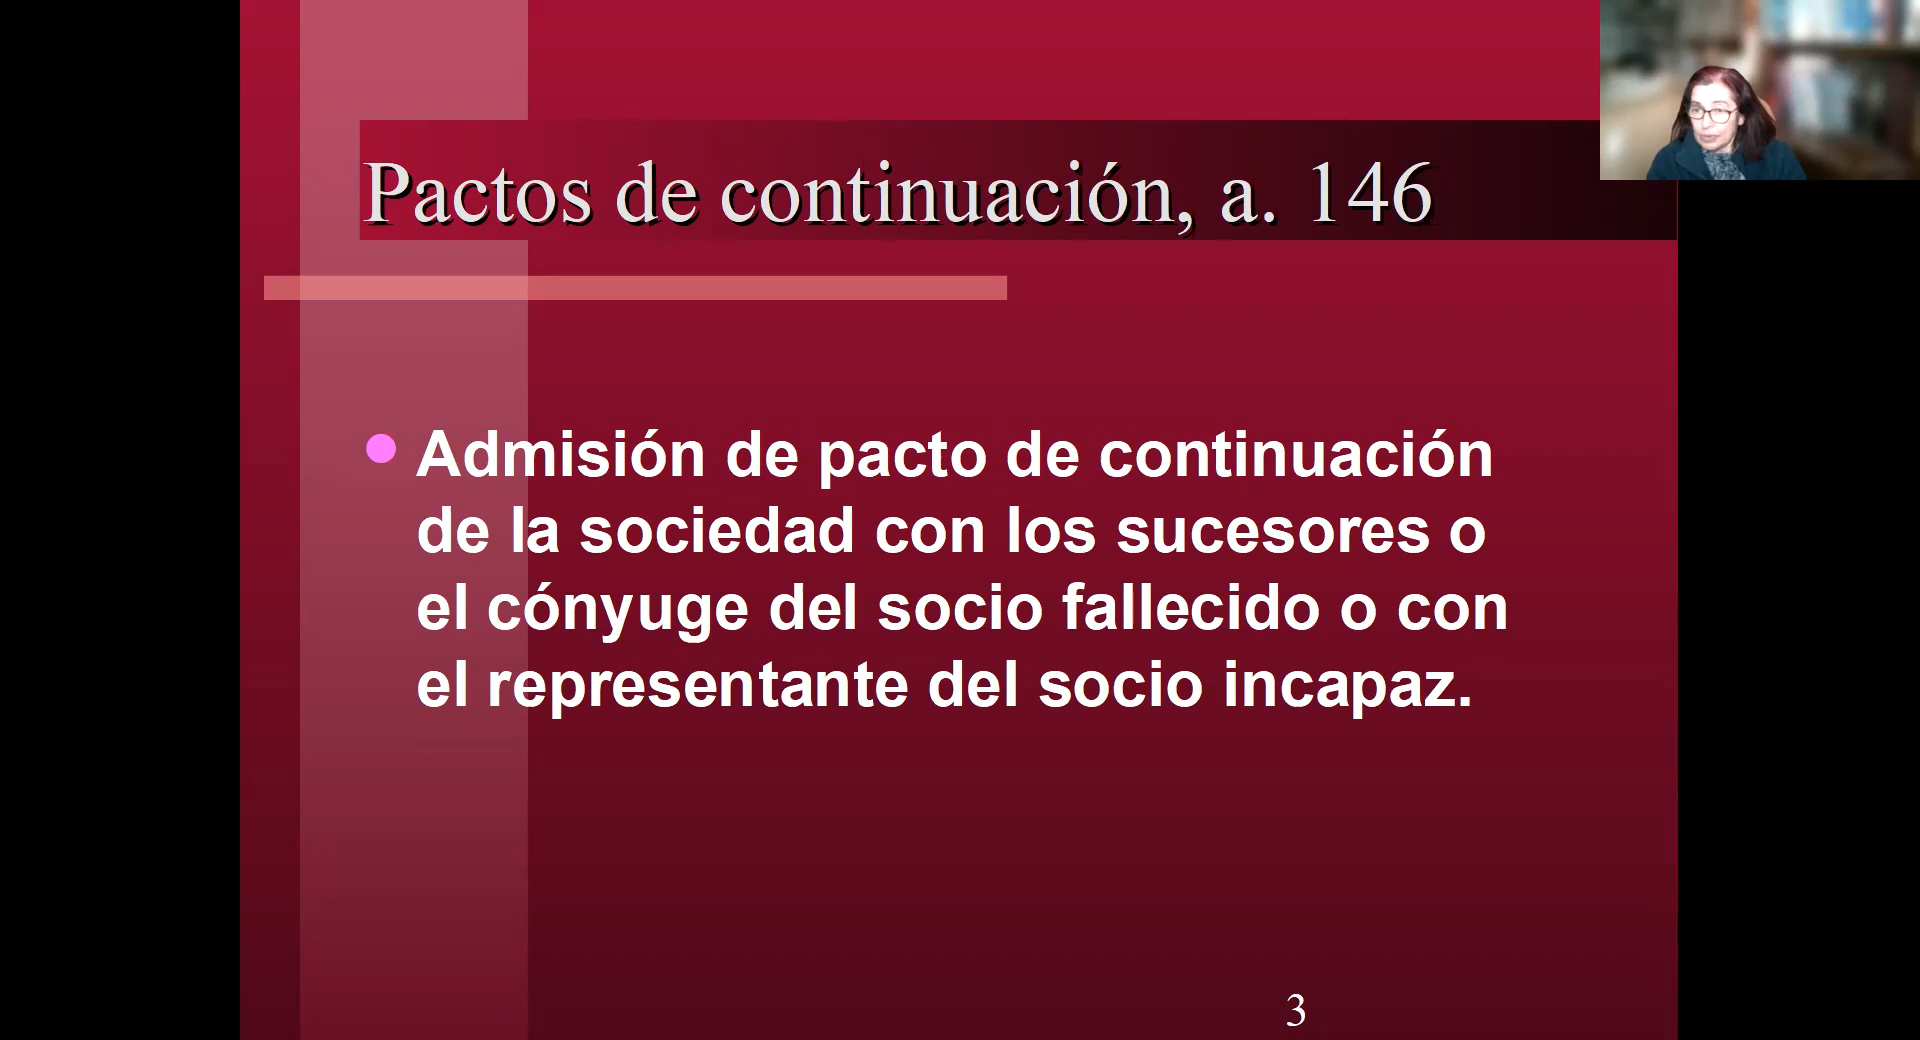 Pactos de continuación, a. 146
Admisión de pacto de continuación
de la sociedad con los sucesores o
el cónyuge del socio fallecido o con
el representante del socio incapaz.
3